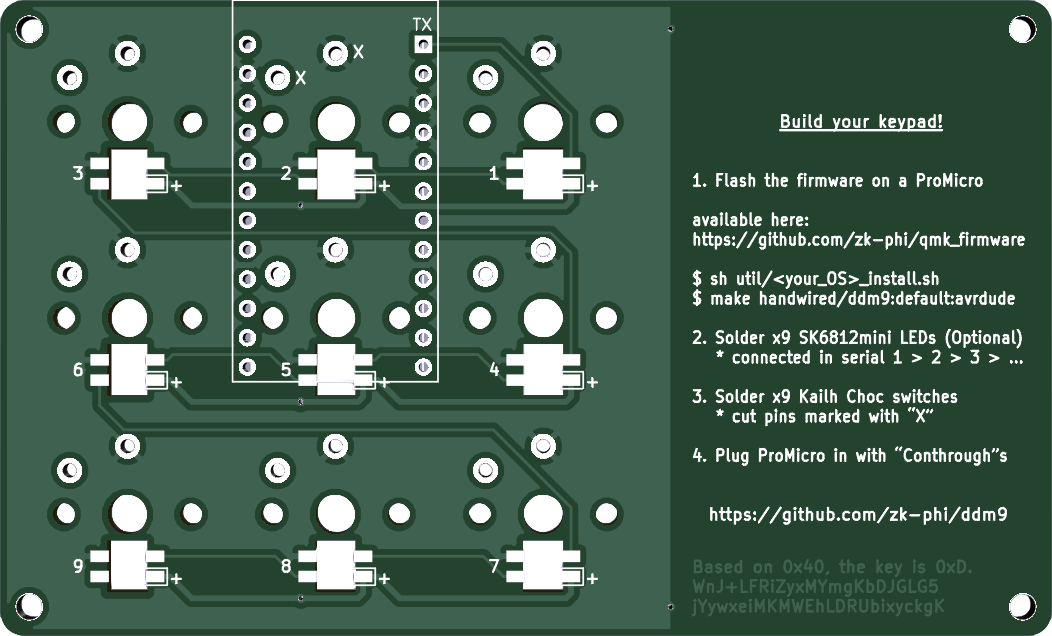 TX
X
X
3
+
2
+
1
+
6
+
5
+
4
+
9
+
8
+
7
+
Build your keypad!
1. Flash the firmware on a ProMicro
available here:
https://github.com/zk-phi/qmk_firmware
$ sh util/<your_OS>_install.sh
$ make handwired/ddm9:default:avrdude
2. Solder x9 SK6812mini LEDs (Optional)
* connected in serial 1 > 2 > 3 > ...
3. Solder x9 Kailh Choc switches
* cut pins marked with “X”
4. Plug ProMicro in with “Conthrough”s
https://github.com/zk-phi/ddm9
Based on 0x40, the key is 0xD.
WnJ+LFRiZyxMYmgKbDJGLG5
jYywxeiMKMWEhLDRUbixyckgK